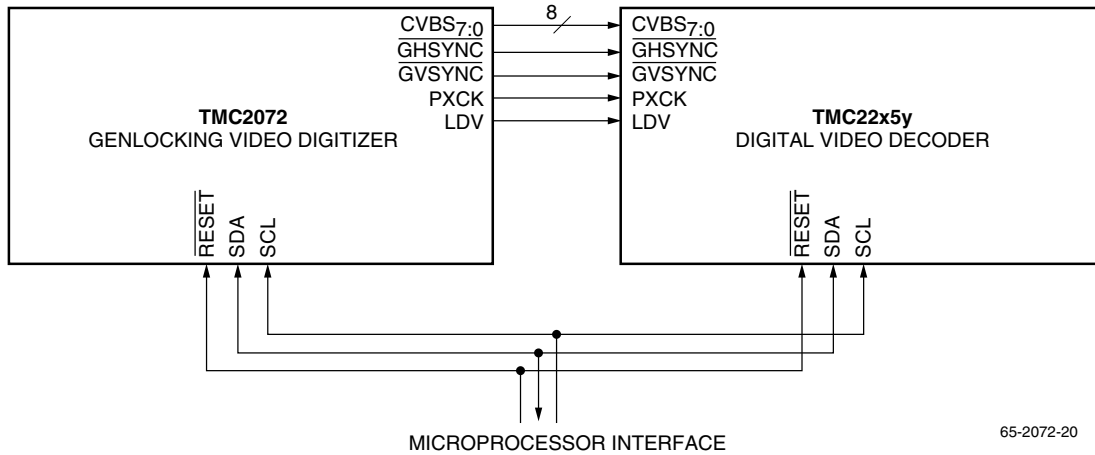 8
CVBS7:0 CVBS7:0
GHSYNC GHSYNC
GVSYNC GVSYNC
PXCK PXCK
LDV LDV
TMC2072
GENLOCKING VIDEO DIGITIZER
TMC22x5y
DIGITAL VIDEO DECODER
RESET
SDA
SCL
RESET
SDA
SCL
MICROPROCESSOR INTERFACE
65-2072-20